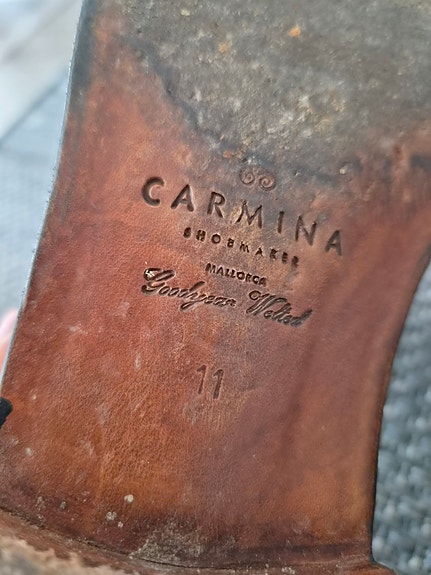 CARMINA
SHOEMAKER
MALLORCA
Goodyear Welted
11